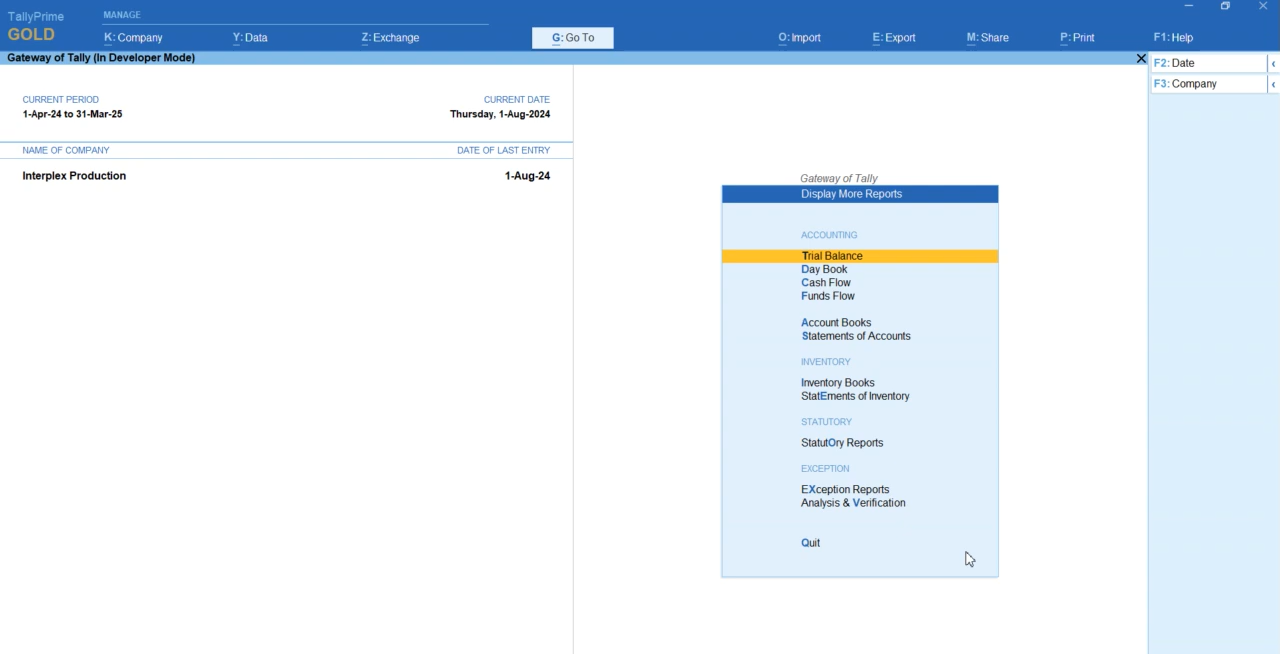 TallyPrime
GOLD
MANAGE
K: Company
Y: Data
Z: Exchange
G: Go To
O: Import
E: Export
M: Share
P: Print
F1: Help
Gateway of Tally (In Developer Mode)
F2: Date
F3: Company
CURRENT PERIOD
CURRENT DATE
1-Apr-24 to 31-Mar-25
Thursday, 1-Aug-2024
NAME OF COMPANY
DATE OF LAST ENTRY
Interplex Production
1-Aug-24
Gateway of Tally
Display More Reports
ACCOUNTING
Trial Balance
Day Book
Cash Flow
Funds Flow
Account Books
Statements of Accounts
INVENTORY
Inventory Books
StatEments of Inventory
STATUTORY
StatutOry Reports
EXCEPTION
EXception Reports
Analysis & Verification
Quit